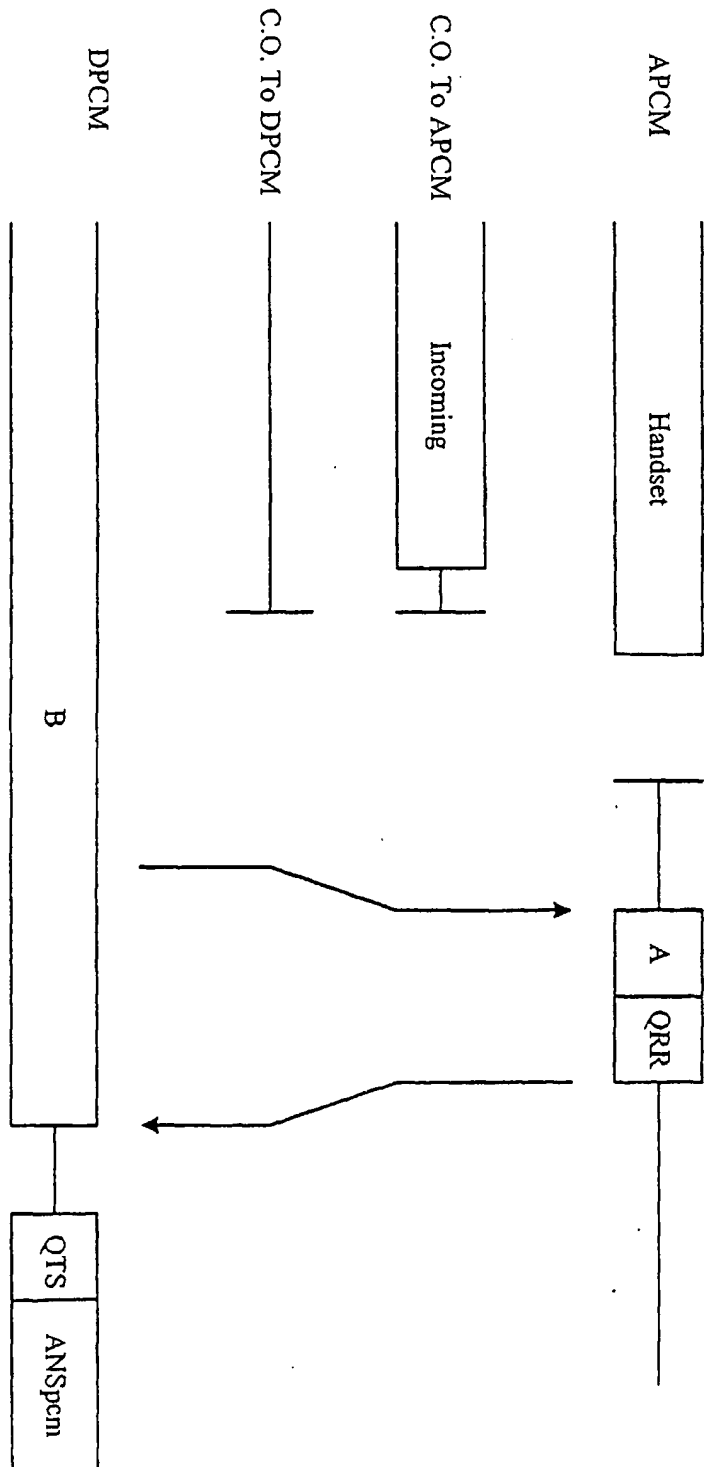 APCM
Handset
A
QRR
C.O. To APCM
Incoming
C.O. To DPCM
DPCM
B
QTS
ANSpcm